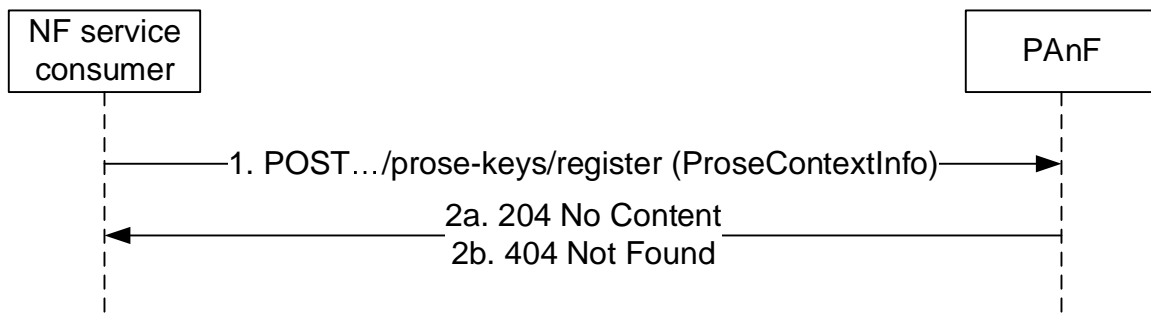 NF service
consumer
PAnF
1. POST…/prose-keys/register (ProseContextInfo)
2a. 204 No Content
2b. 404 Not Found